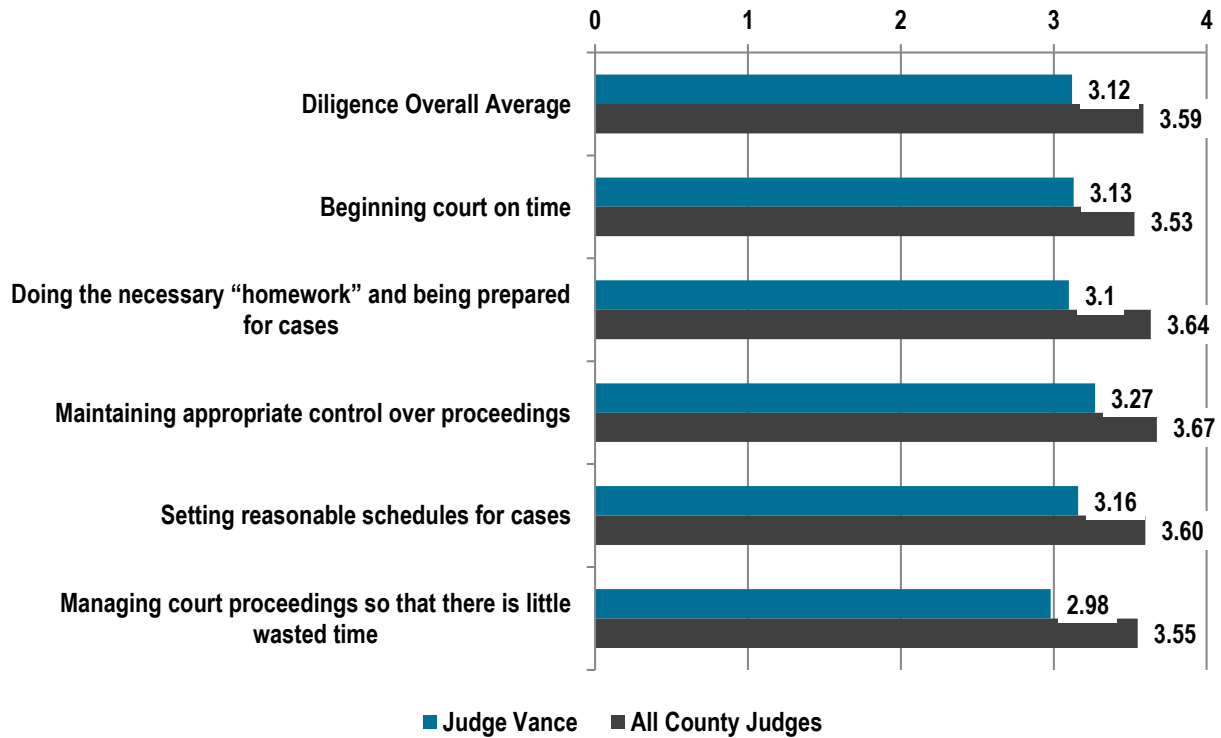 0 1 2 3 4
Diligence Overall Average
3.12
3.59
Beginning court on time
3.13
3.53
Doing the necessary “homework” and being prepared
for cases
3.1
3.64
Maintaining appropriate control over proceedings
3.27
3.67
Setting reasonable schedules for cases
3.16
3.60
Managing court proceedings so that there is little
wasted time
2.98
3.55
Judge Vance All County Judges